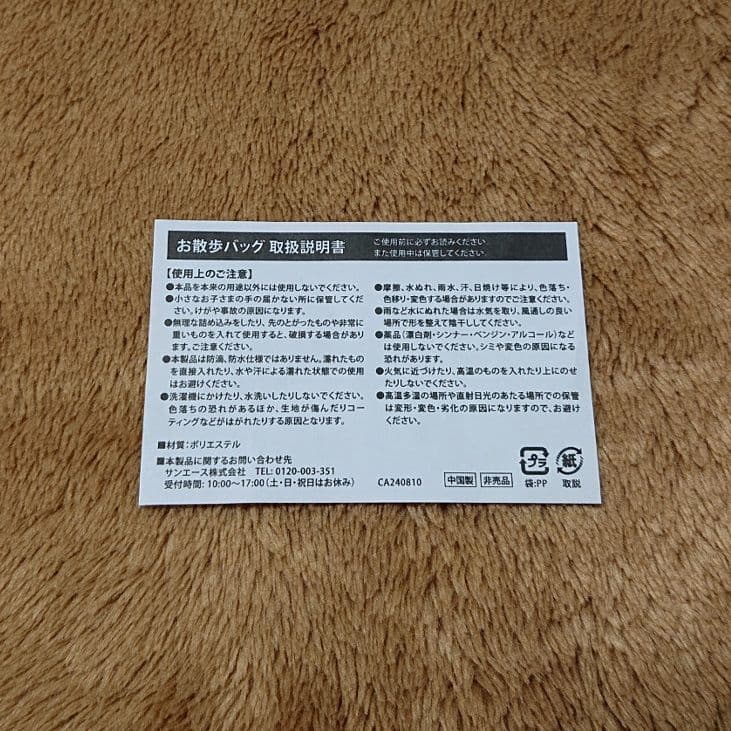 お散歩バッグ 取扱説明書
ご使用前に必ずお読みください。
また使用中は保管してください。
【使用上のご注意】
●本品を本来の用途以外には使用しないでください。
●小さなお子さまの手の届かない所に保管してくだ
さい。けがや事故の原因になります。
●無理な詰め込みをしたり、先のとがったものや非常に
重いものを入れて使用すると、破損する場合があり
ます。ご注意ください。
●本製品は防滴、防水仕様ではありません。濡れたもの
を直接入れたり、水や汗による濡れた状態での使用
はお避けください。
●洗濯機にかけたり、水洗いしたりしないでください。
色落ちの恐れがあるほか、生地が傷んだりコー
ティングなどがはがれたりする原因となります。
●摩擦、水ぬれ、雨水、汗、日焼け等により、色落ち・
色移り・変色する場合がありますのでご注意ください。
●雨など水にぬれた場合は水気を取り、風通しの良い
場所で形を整えて陰干ししてください。
●薬品(漂白剤・シンナー・ベンジン・アルコール)など
は使用しないでください。シミや変色の原因になる
恐れがあります。
●火気に近づけたり、高温のものを入れたり上にのせ
たりしないでください。
●高温多湿の場所や直射日光のあたる場所での保管
は変形・変色・劣化の原因になりますので、お避け
ください。
■材質:ポリエステル
■本製品に関するお問い合わせ先
サンエース株式会社 TEL: 0120-003-351
受付時間: 10:00～17:00（土・日・祝日はお休み）
CA240810
中国製
非売品
プラ
袋:PP
紙
取説